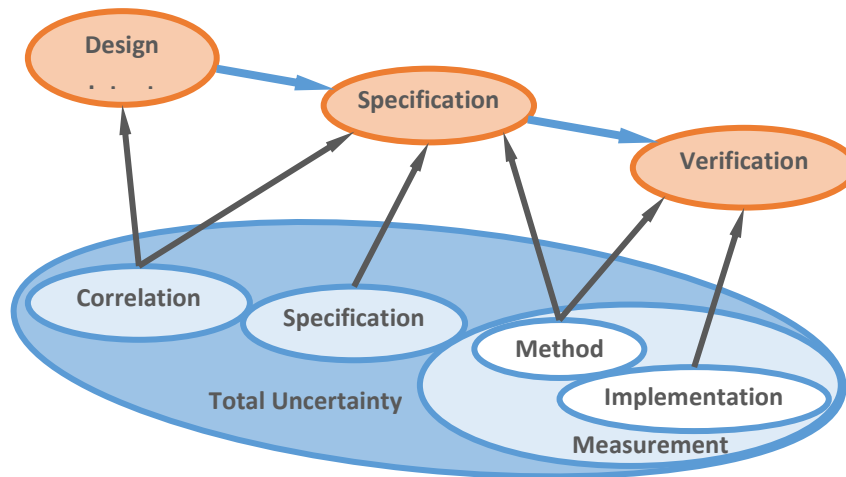 Design
. . .
Specification
Verification
Correlation
Specification
Method
Total Uncertainty
Implementation
Measurement